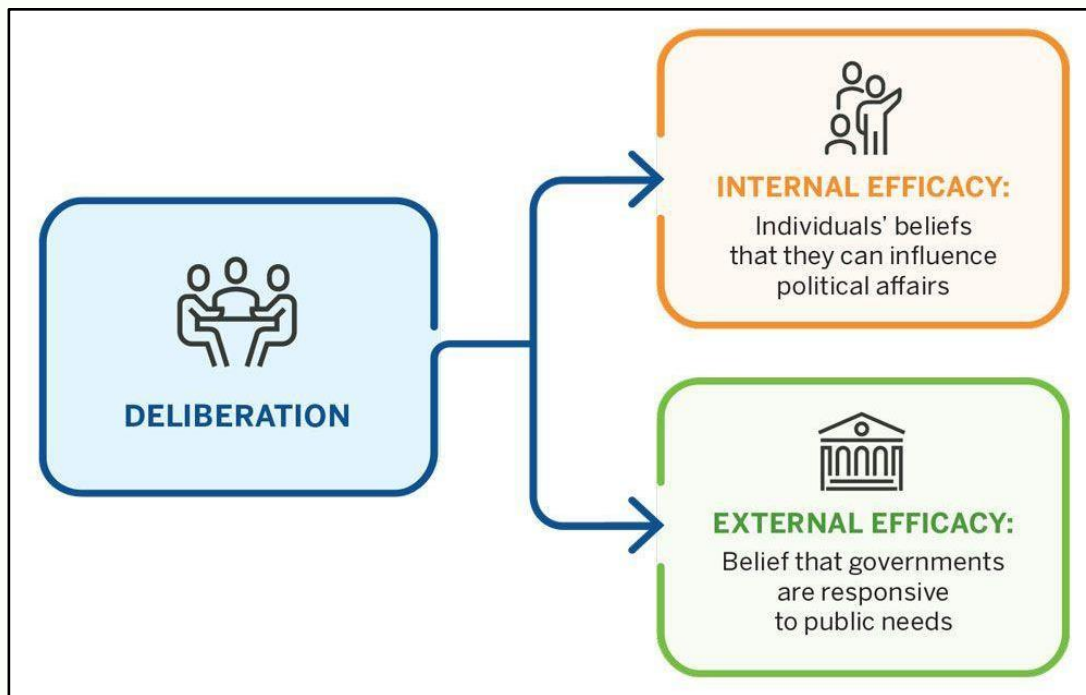 DELIBERATION
INTERNAL EFFICACY:
Individuals’ beliefs
that they can influence
political affairs
EXTERNAL EFFICACY:
Belief that governments
are responsive
to public needs